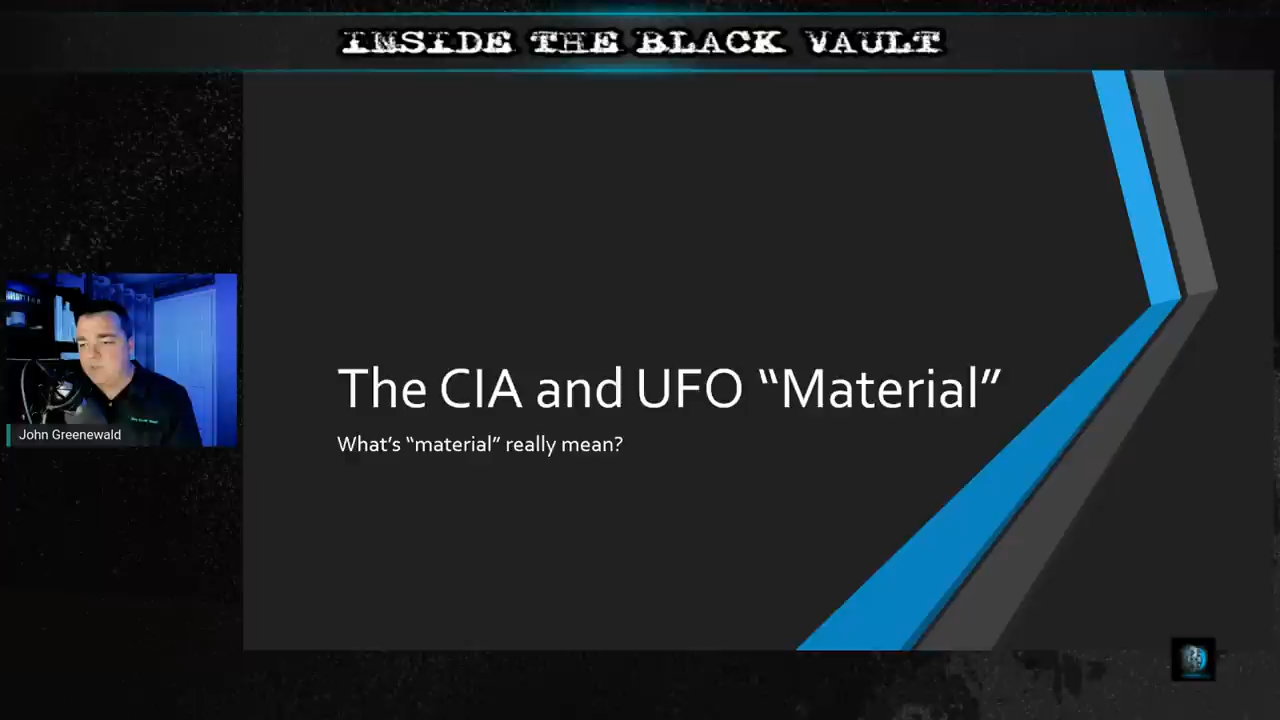 INSIDE THE BLACK VAULT
The CIA and UFO “Material”
What’s “material” really mean?
John Greenewald